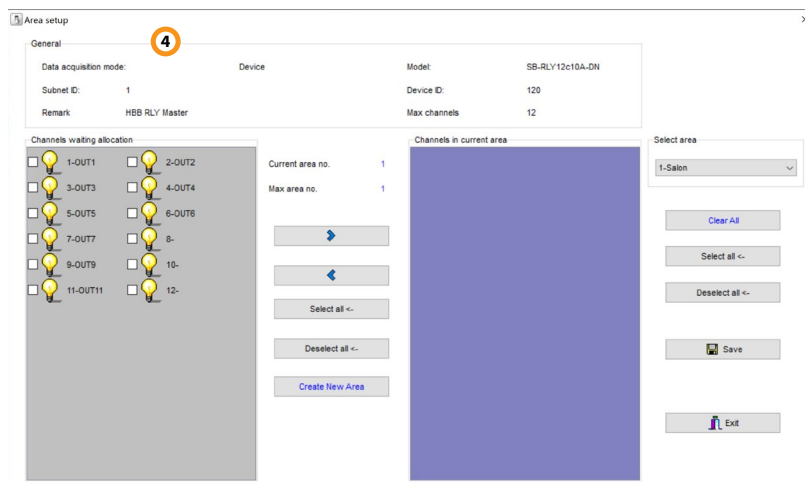 Area setup
4
General
Data acquisition mode: Device Model: SB-RLY12c10A-DN
Subnet ID: 1 Device ID: 120
Remark HBB RLY Master Max channels 12
Channels waiting allocation
1-OUT1 2-OUT2
3-OUT3 4-OUT4
5-OUT5 6-OUT6
7-OUT7 8-
9-OUT9 10-
11-OUT11 12-
Current area no. 1
Max area no. 1
Select all <-
Deselect all <-
Create New Area
Channels in current area
Select area
1-Salon
Clear All
Select all <-
Deselect all <-
Save
Exit